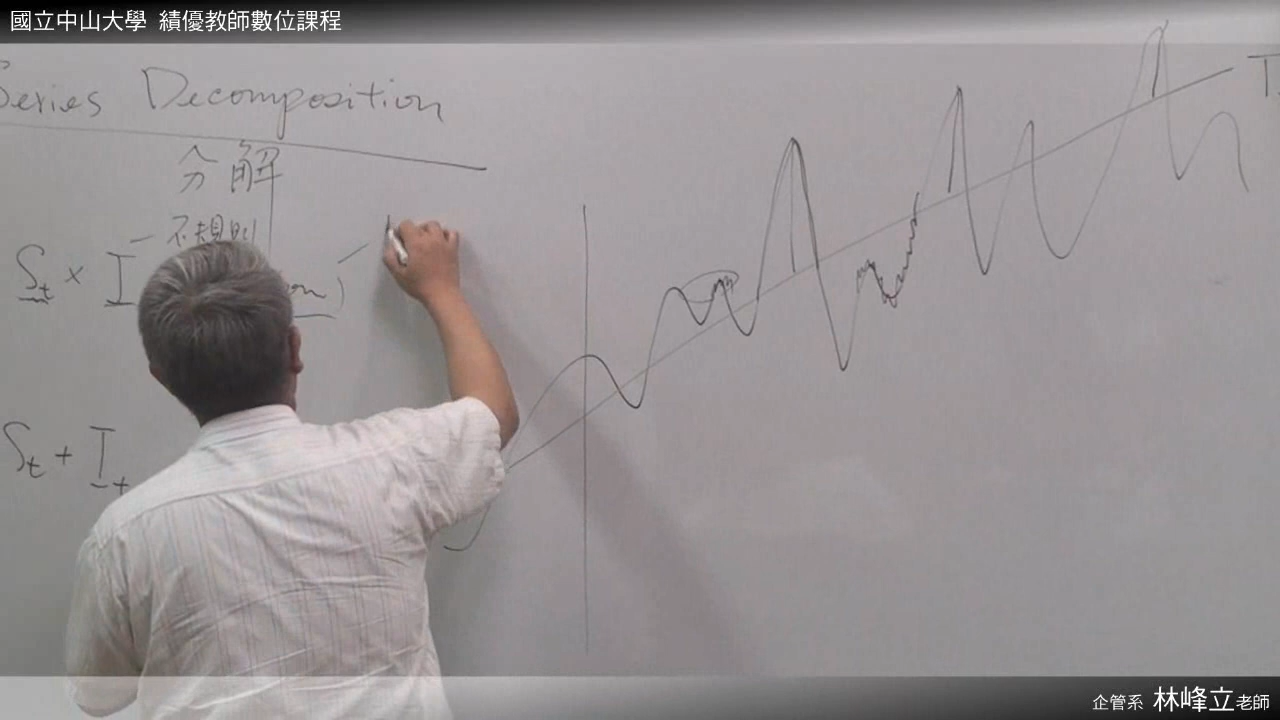 國立中山大學 績優教師數位課程
Series Decomposition
分解
不規則
St × I
St + It
T
企管系 林峰立老師